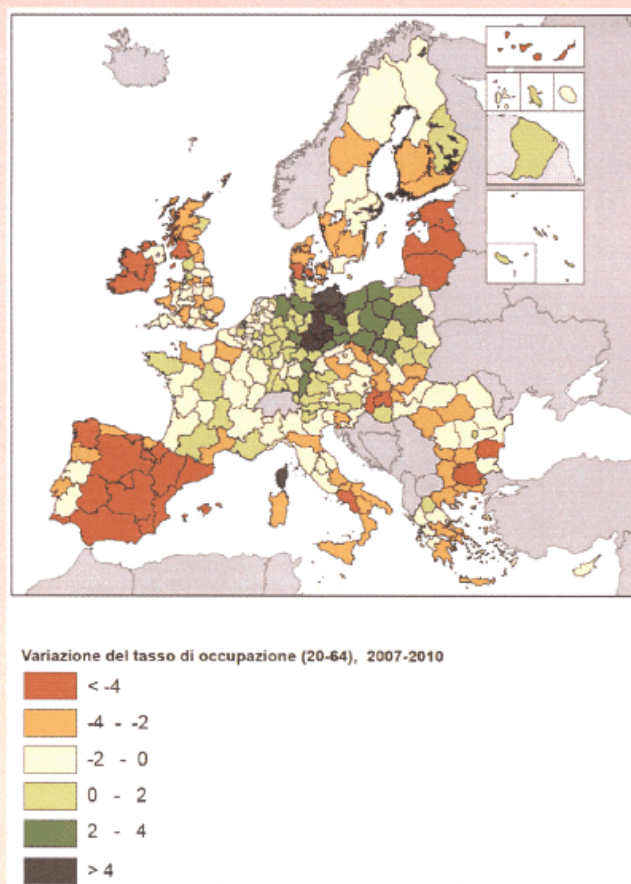 Variazione del tasso di occupazione (20-64), 2007-2010
< -4
-4 - -2
-2 - 0
0 - 2
2 - 4
> 4